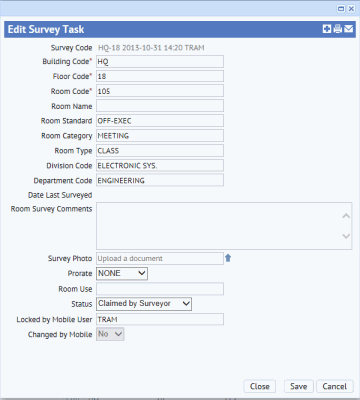 Edit Survey Task
Survey Code HQ-18 2013-10-31 14:20 TRAM
Building Code* HQ
Floor Code* 18
Room Code* 105
Room Name
Room Standard OFF-EXEC
Room Category MEETING
Room Type CLASS
Division Code ELECTRONIC SYS.
Department Code ENGINEERING
Date Last Surveyed
Room Survey Comments
Survey Photo Upload a document
Prorate NONE
Room Use
Status Claimed by Surveyor
Locked by Mobile User TRAM
Changed by Mobile No
Close Save Cancel